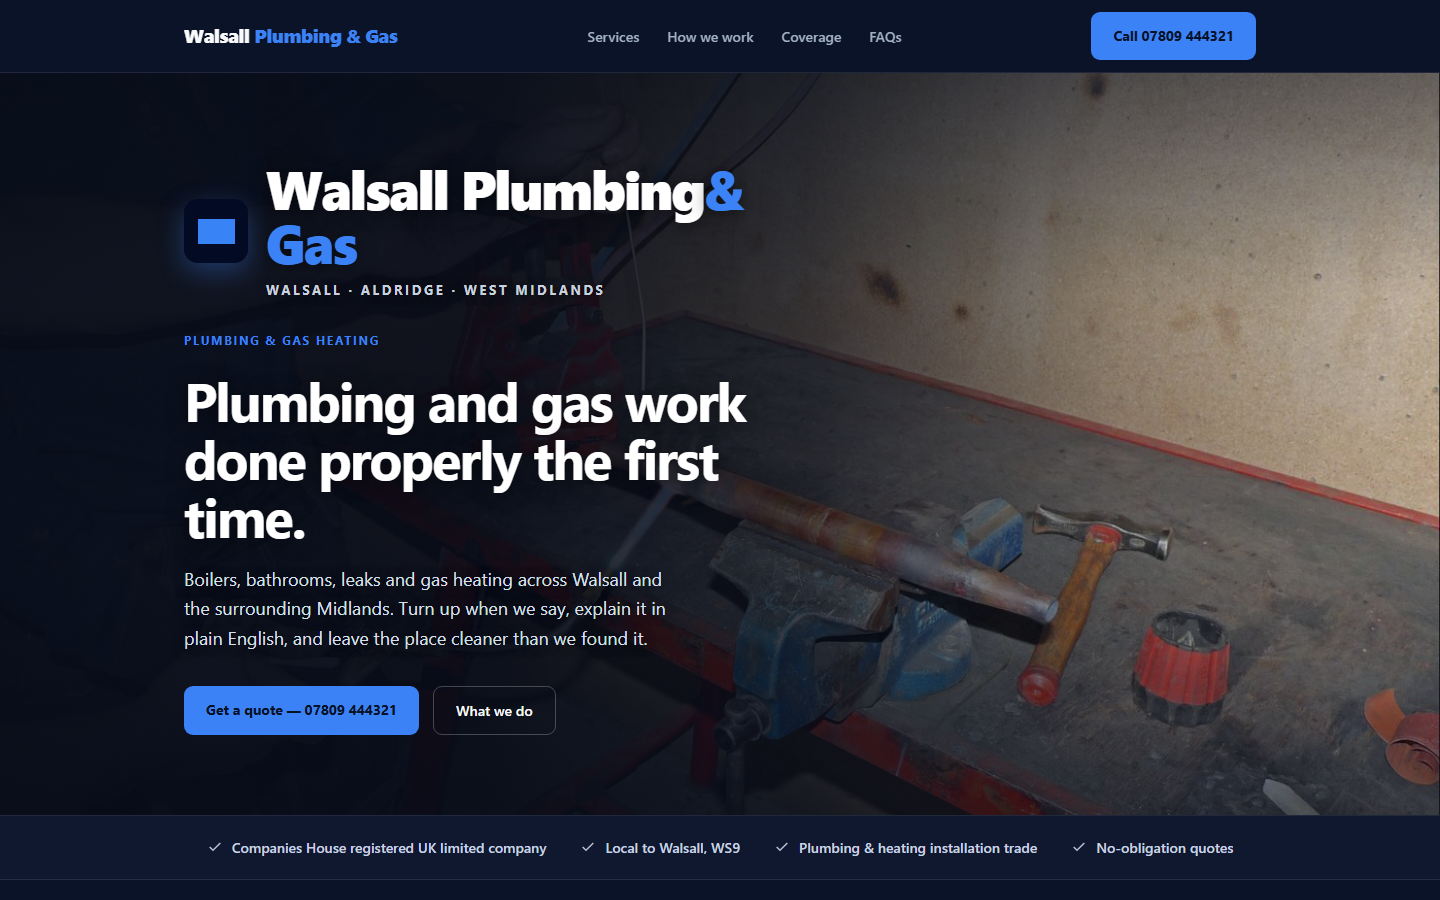 Walsall Plumbing & Gas
Services
How we work
Coverage
FAQs
Call 07809 444321
Walsall Plumbing&
Gas
WALSALL · ALDRIDGE · WEST MIDLANDS
PLUMBING & GAS HEATING
Plumbing and gas work
done properly the first
time.
Boilers, bathrooms, leaks and gas heating across Walsall and
the surrounding Midlands. Turn up when we say, explain it in
plain English, and leave the place cleaner than we found it.
Get a quote — 07809 444321
What we do
Companies House registered UK limited company
Local to Walsall, WS9
Plumbing & heating installation trade
No-obligation quotes